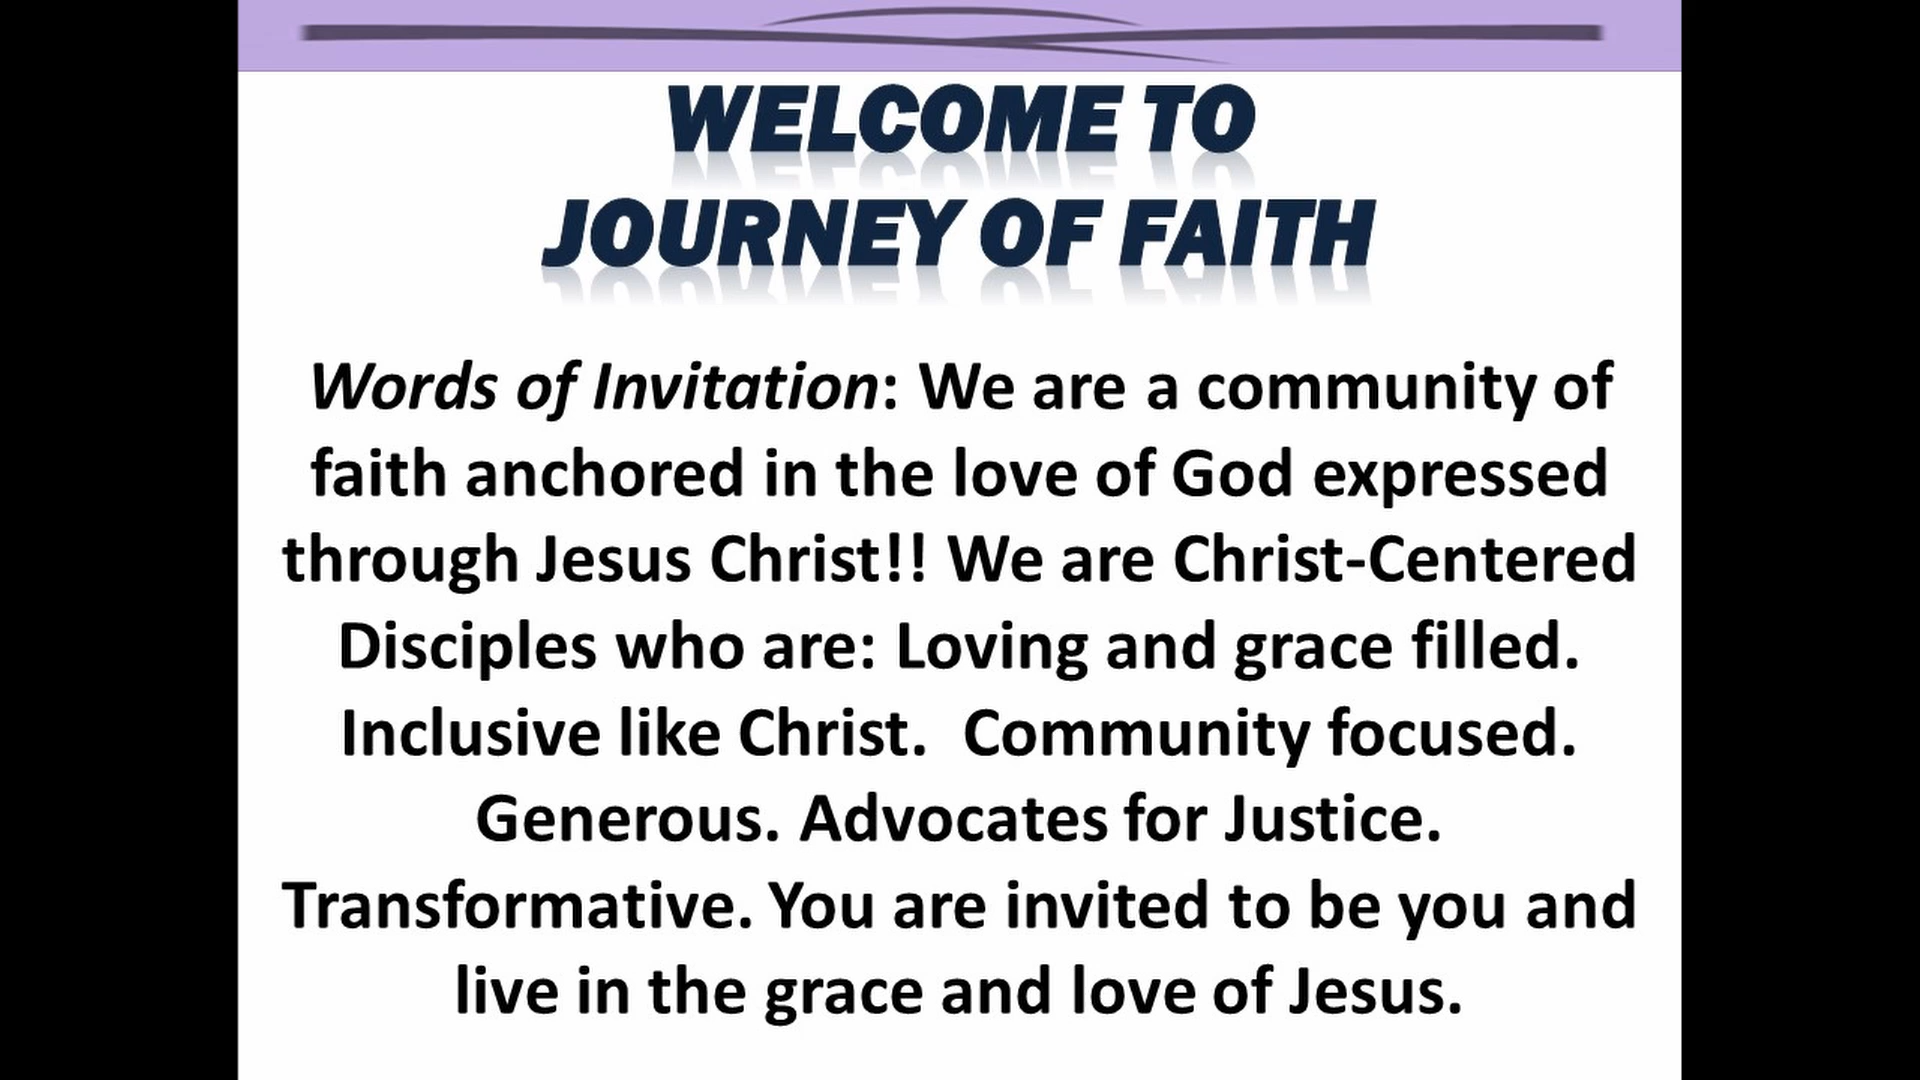 WELCOME TO
JOURNEY OF FAITH
Words of Invitation: We are a community of
faith anchored in the love of God expressed
through Jesus Christ!! We are Christ-Centered
Disciples who are: Loving and grace filled.
Inclusive like Christ.  Community focused.
Generous. Advocates for Justice.
Transformative. You are invited to be you and
live in the grace and love of Jesus.